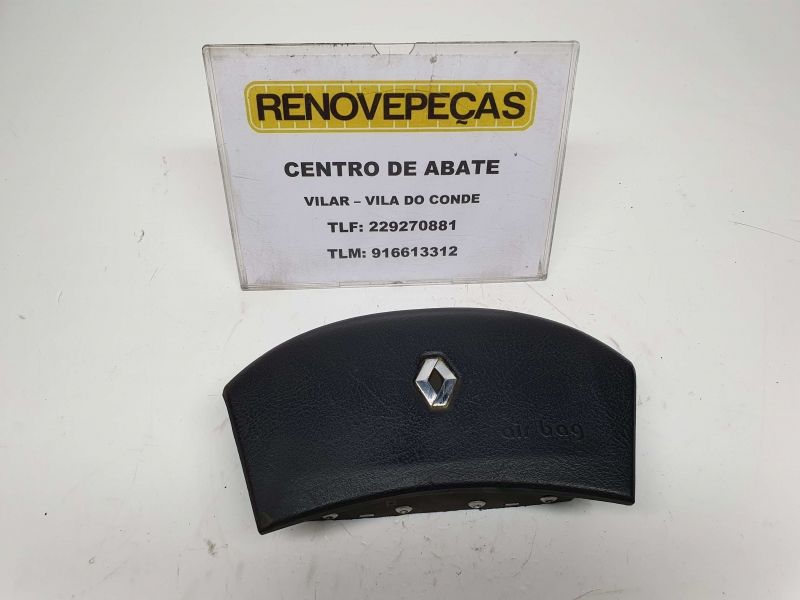 RENOVEPEÇAS
CENTRO DE ABATE
VILAR – VILA DO CONDE
TLF: 229270881
TLM: 916613312
air bag